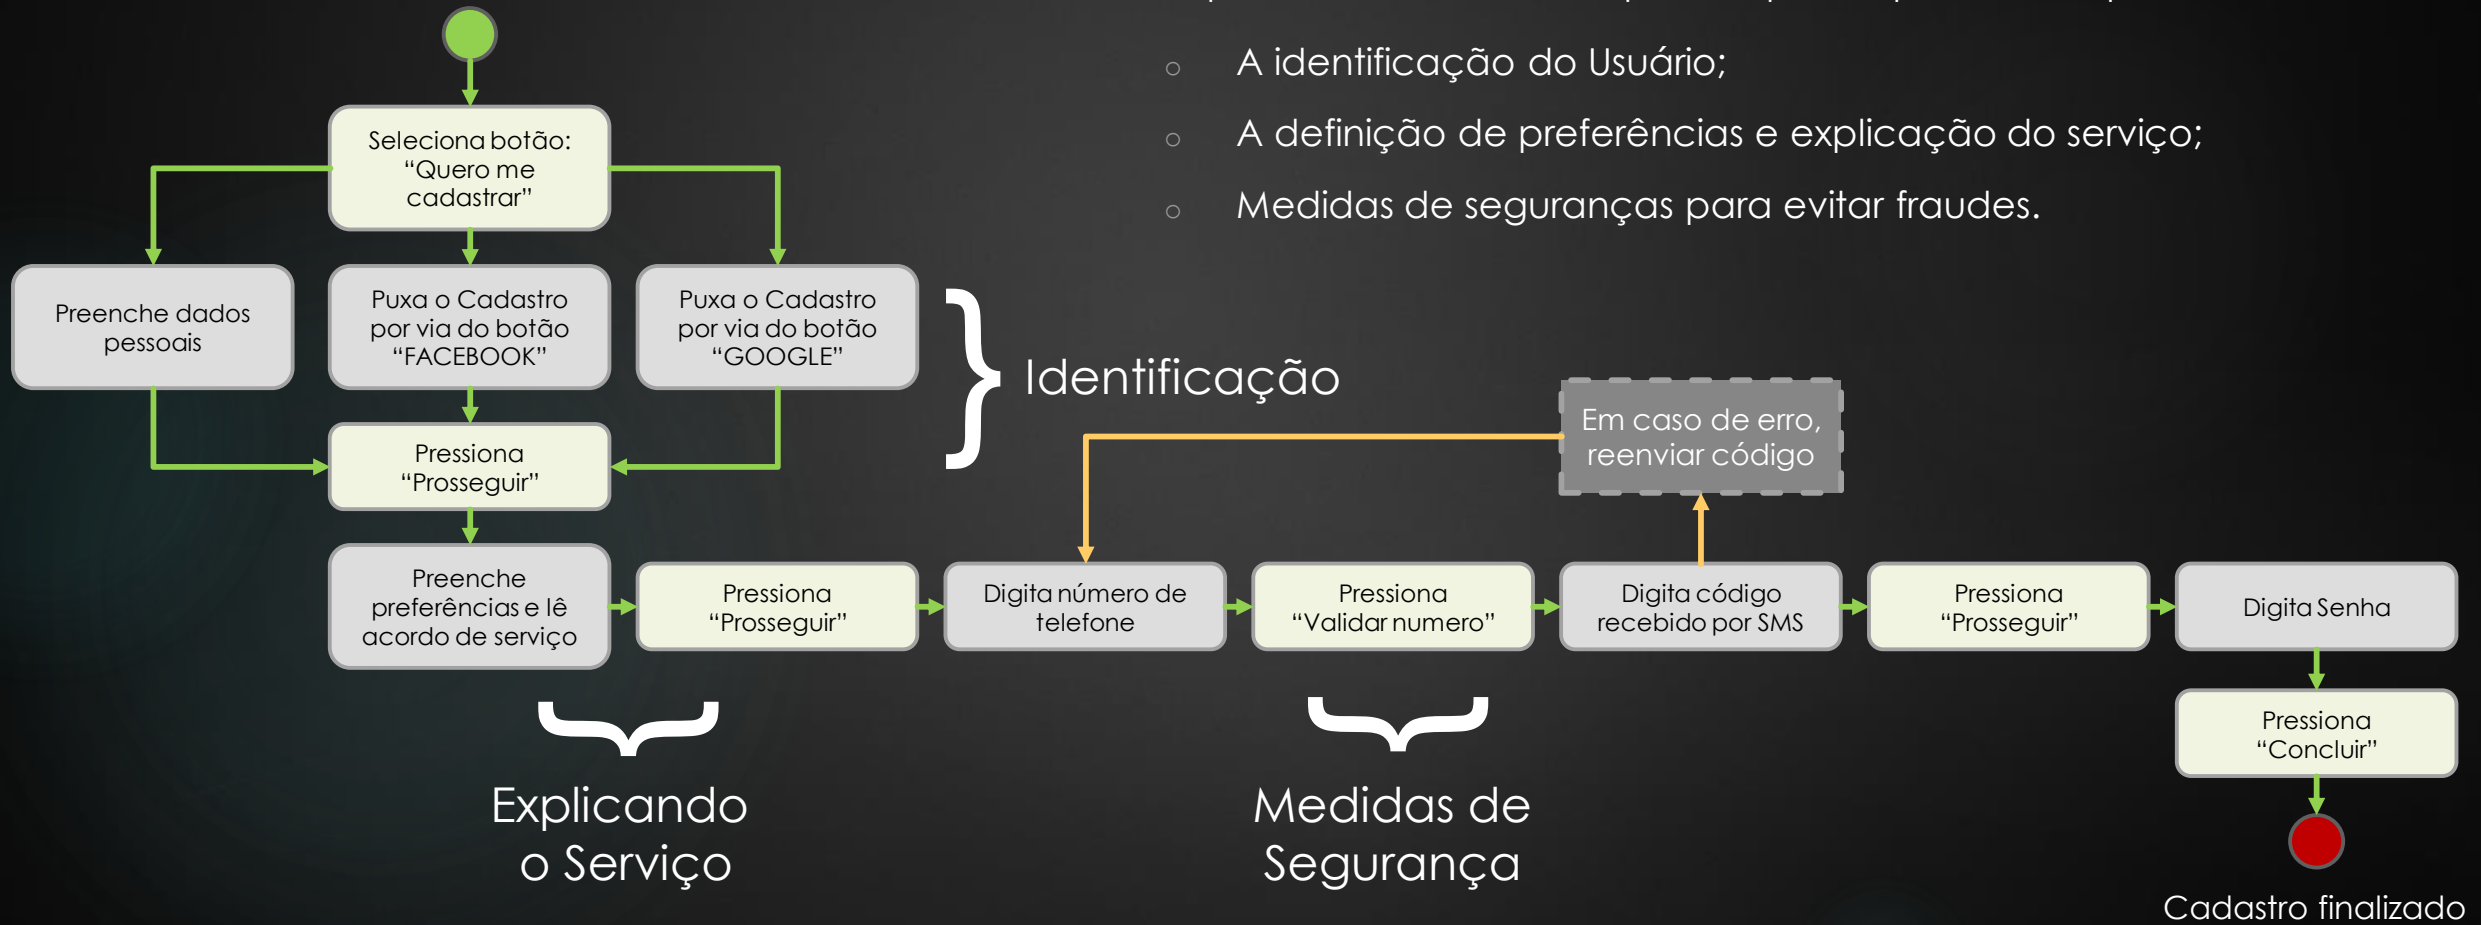 A identificação do Usuário;
A definição de preferências e explicação do serviço;
Medidas de seguranças para evitar fraudes.
Seleciona botão:
“Quero me
cadastrar”
Preenche dados
pessoais
Puxa o Cadastro
por via do botão
“FACEBOOK”
Puxa o Cadastro
por via do botão
“GOOGLE”
Identificação
Pressiona
“Prosseguir”
Em caso de erro,
reenviar código
Preenche
preferências e lê
acordo de serviço
Pressiona
“Prosseguir”
Digita número de
telefone
Pressiona
“Validar numero”
Digita código
recebido por SMS
Pressiona
“Prosseguir”
Digita Senha
Pressiona
“Concluir”
Explicando
o Serviço
Medidas de
Segurança
Cadastro finalizado